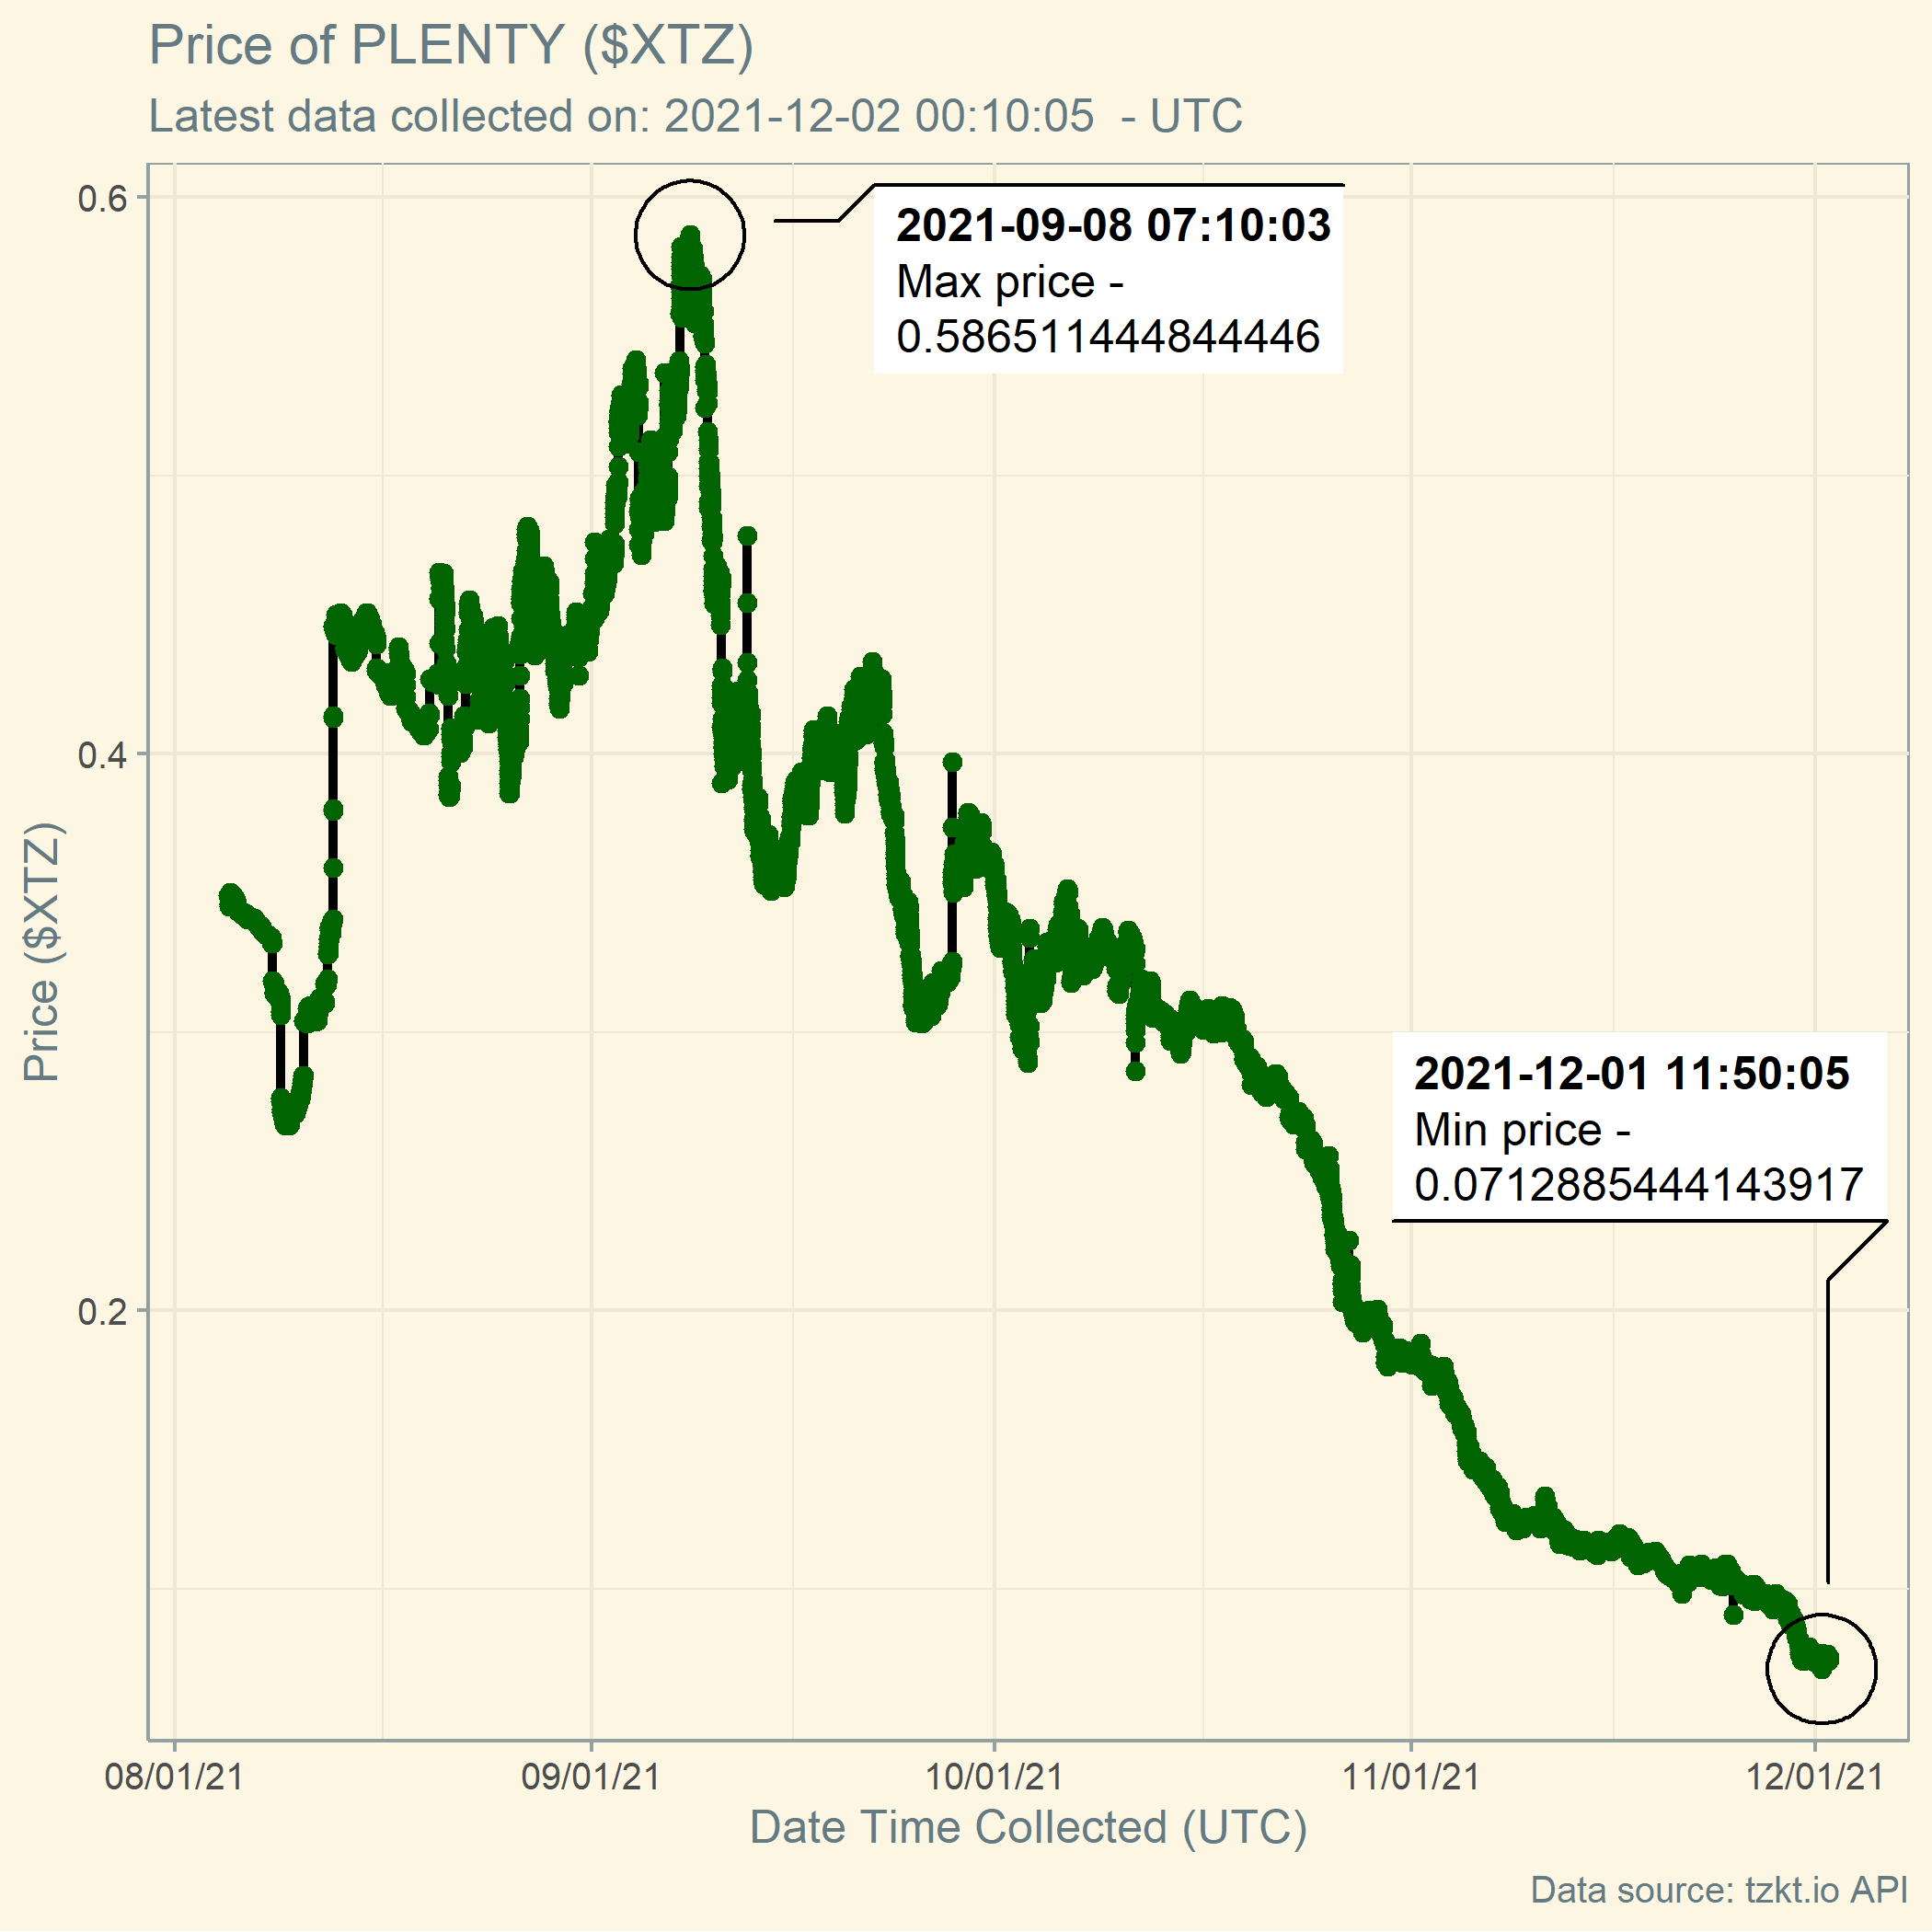 Price of PLENTY ($XTZ)
Latest data collected on: 2021-12-02 00:10:05  - UTC
0.6
0.4
0.2
Price ($XTZ)
2021-09-08 07:10:03
Max price -
0.586511444844446
2021-12-01 11:50:05
Min price -
0.0712885444143917
08/01/21
09/01/21
10/01/21
11/01/21
12/01/21
Date Time Collected (UTC)
Data source: tzkt.io API